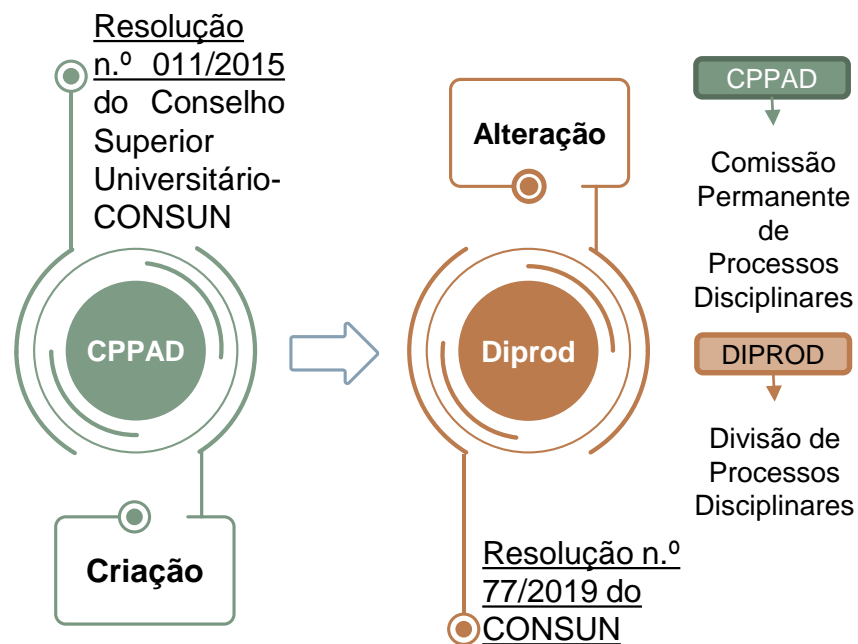 Resolução
n.º 011/2015
do Conselho
Superior
Universitário-
CONSUN
CPPAD
Criação
Alteração
Diprod
Resolução n.º
77/2019 do
CONSUN
CPPAD
Comissão
Permanente
de
Processos
Disciplinares
DIPROD
Divisão de
Processos
Disciplinares